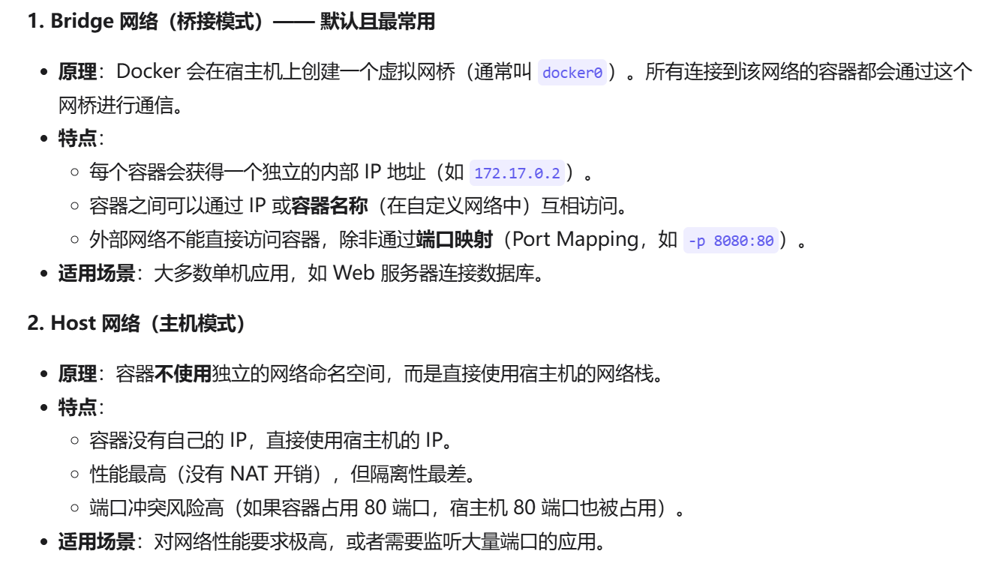 1. Bridge 网络（桥接模式）—— 默认且最常用
原理：Docker 会在宿主机上创建一个虚拟网桥（通常叫 docker0）。所有连接到该网络的容器都会通过这个
网桥进行通信。
特点：
每个容器会获得一个独立的内部 IP 地址（如 172.17.0.2）。
容器之间可以通过 IP 或容器名称（在自定义网络中）互相访问。
外部网络不能直接访问容器，除非通过端口映射（Port Mapping，如 -p 8080:80）。
适用场景：大多数单机应用，如 Web 服务器连接数据库。
2. Host 网络（主机模式）
原理：容器不使用独立的网络命名空间，而是直接使用宿主机的网络栈。
特点：
容器没有自己的 IP，直接使用宿主机的 IP。
性能最高（没有 NAT 开销），但隔离性最差。
端口冲突风险高（如果容器占用 80 端口，宿主机 80 端口也被占用）。
适用场景：对网络性能要求极高，或者需要监听大量端口的应用。